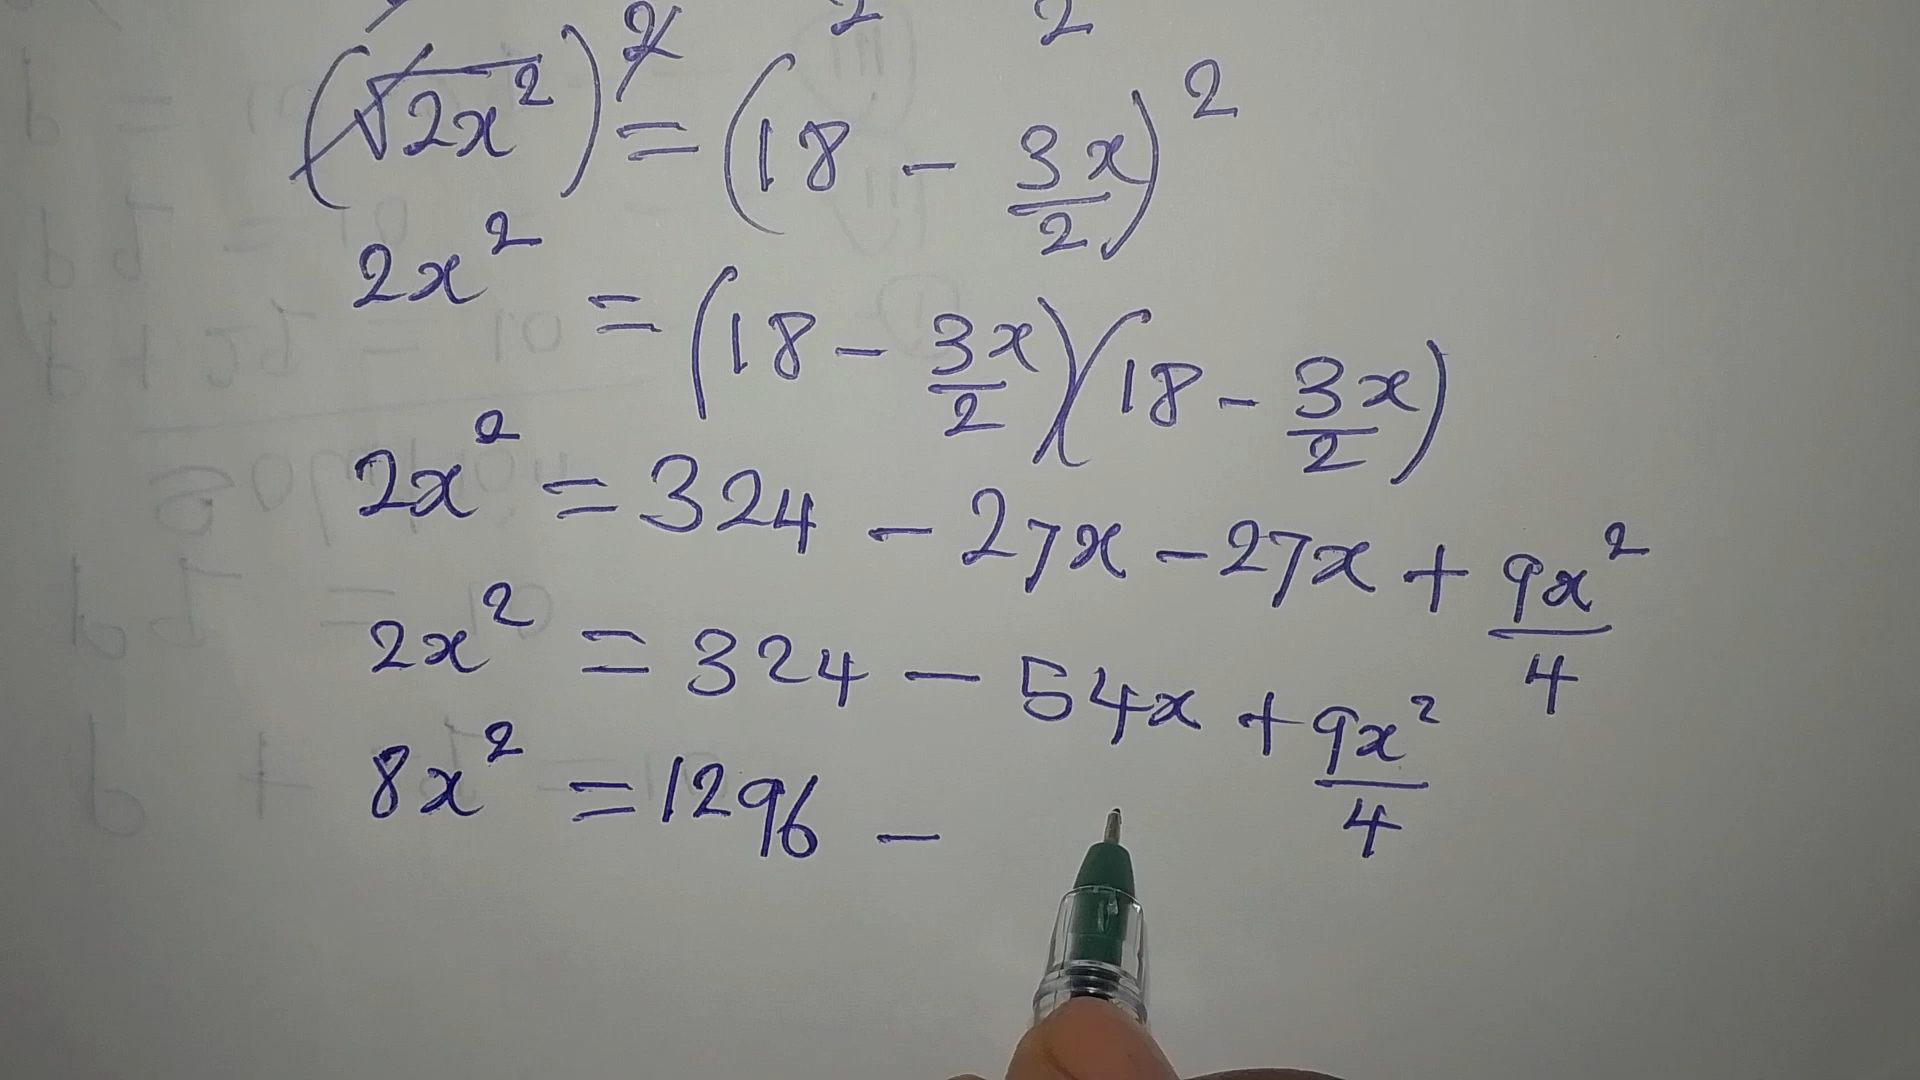 (√2x²)² = (18 - 3x/2)²
2x² = (18 - 3x/2)(18 - 3x/2)
2x² = 324 - 27x - 27x + 9x²/4
2x² = 324 - 54x + 9x²/4
8x² = 1296 -